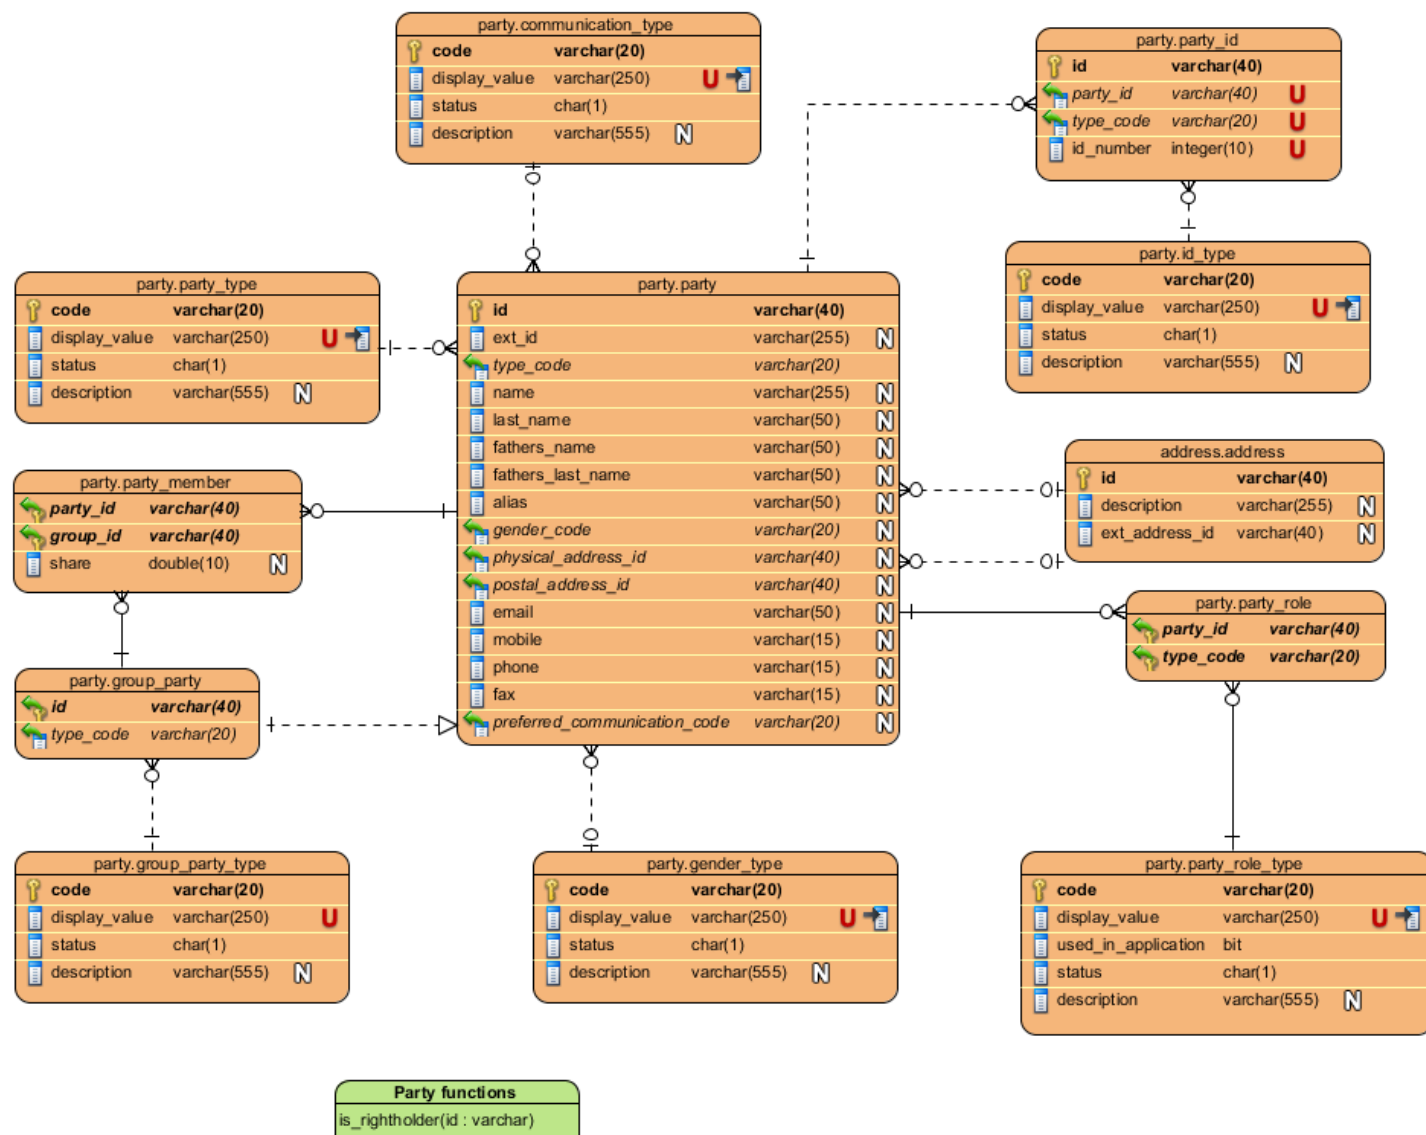 party.communication_type
code varchar(20)
display_value varchar(250) U
status char(1)
description varchar(555) N
party.party_id
id varchar(40)
party_id varchar(40) U
type_code varchar(20) U
id_number integer(10) U
party.party_type
code varchar(20)
display_value varchar(250) U
status char(1)
description varchar(555) N
party.party
id varchar(40)
ext_id varchar(255) N
type_code varchar(20)
name varchar(255) N
last_name varchar(50) N
fathers_name varchar(50) N
fathers_last_name varchar(50) N
alias varchar(50) N
gender_code varchar(20) N
physical_address_id varchar(40) N
postal_address_id varchar(40) N
email varchar(50) N
mobile varchar(15) N
phone varchar(15) N
fax varchar(15) N
preferred_communication_code varchar(20) N
party.id_type
code varchar(20)
display_value varchar(250) U
status char(1)
description varchar(555) N
address.address
id varchar(40)
description varchar(255) N
ext_address_id varchar(40) N
party.party_member
party_id varchar(40)
group_id varchar(40)
share double(10) N
party.party_role
party_id varchar(40)
type_code varchar(20)
party.group_party
id varchar(40)
type_code varchar(20)
party.group_party_type
code varchar(20)
display_value varchar(250) U
status char(1)
description varchar(555) N
party.gender_type
code varchar(20)
display_value varchar(250) U
status char(1)
description varchar(555) N
party.party_role_type
code varchar(20)
display_value varchar(250) U
used_in_application bit
status char(1)
description varchar(555) N
Party functions
is_rightholder(id : varchar)